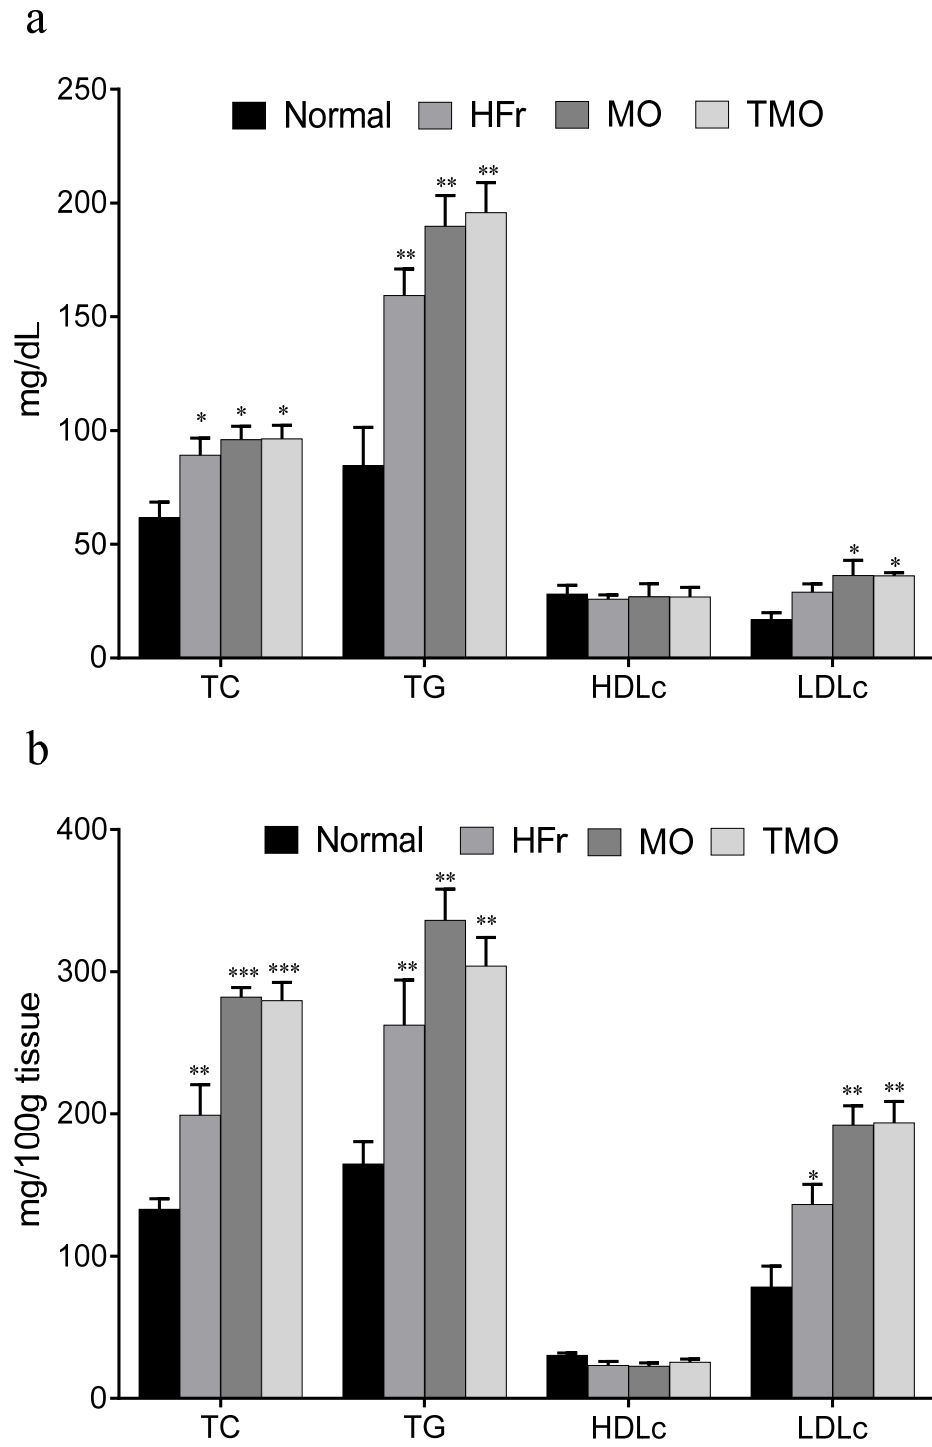 a
250
Normal HFr MO TMO
** **
200
**
150
mg/dL
100
* * *
50
* *
0
TC TG HDLc LDLc
b
400
Normal HFr MO TMO
** **
300
*** *** **
**
200
** **
*
mg/100g tissue
100
0
TC TG HDLc LDLc